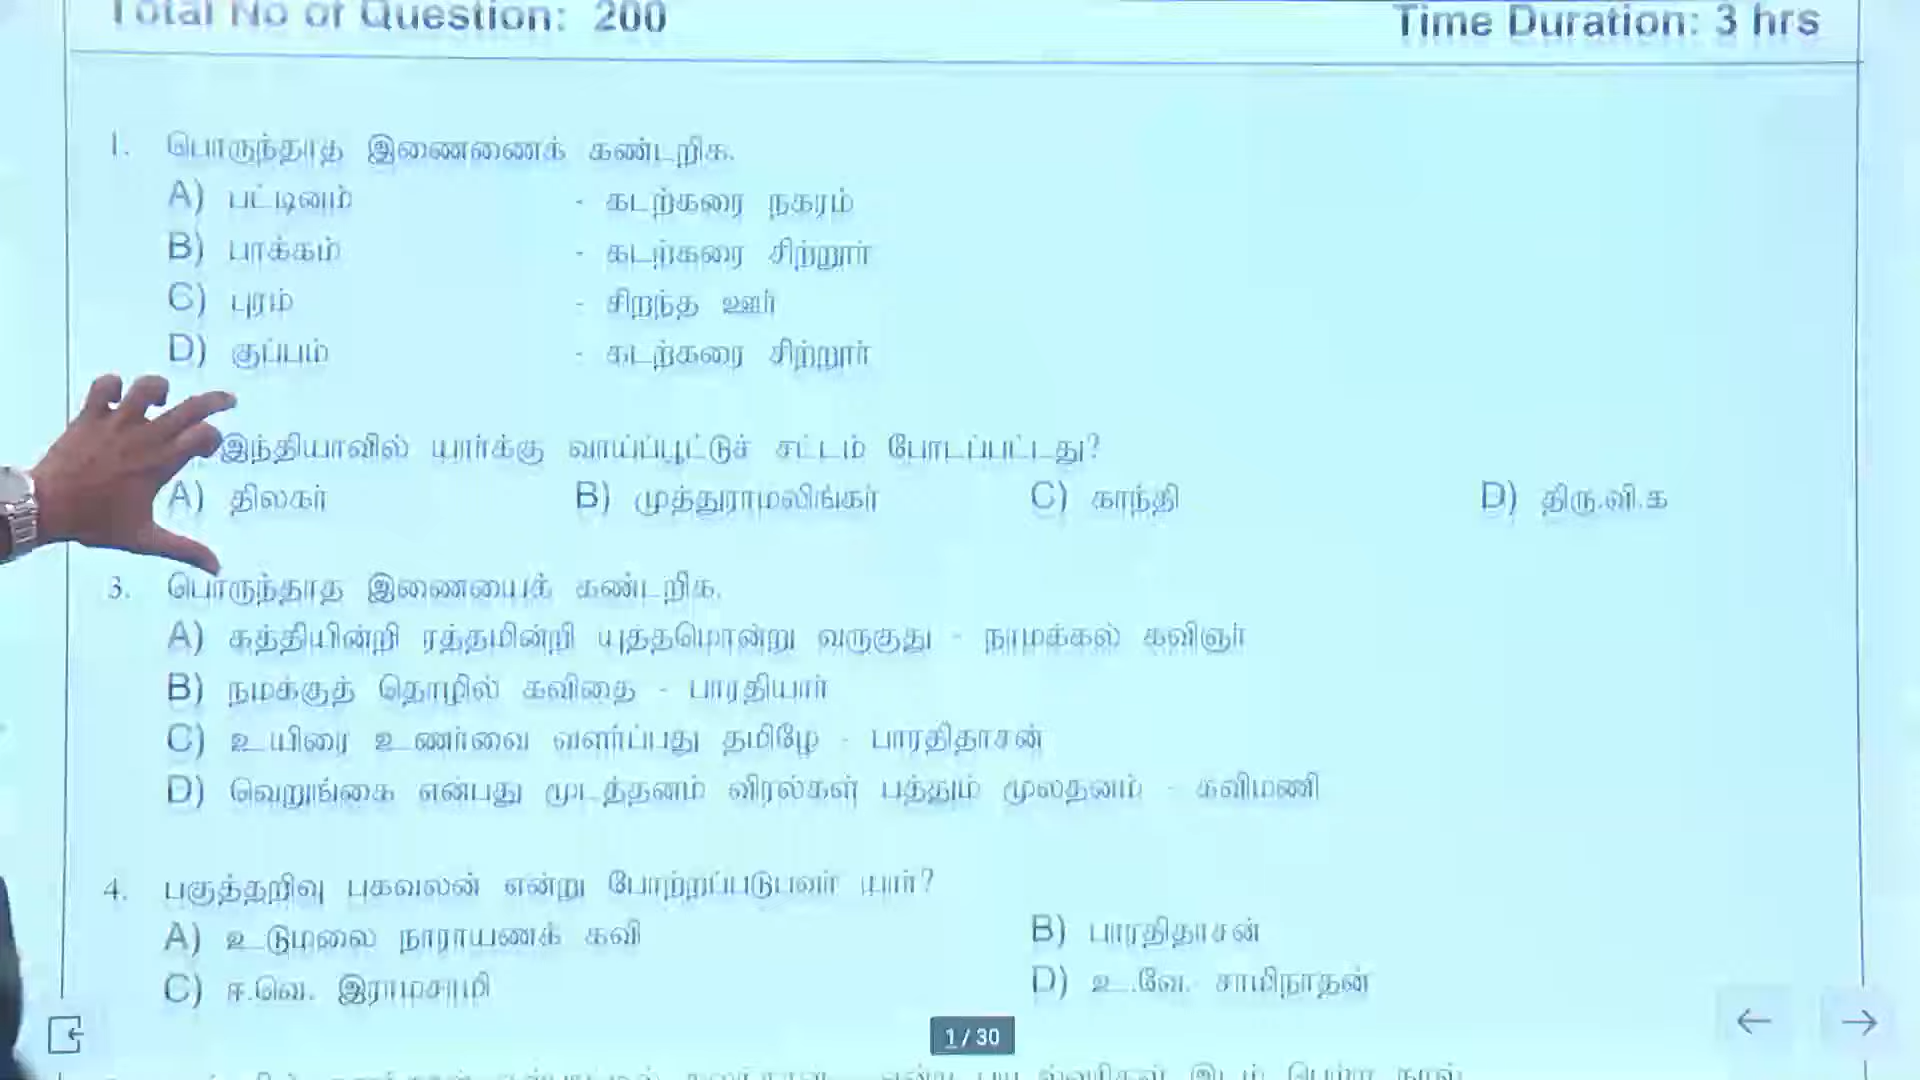 Total No of Question: 200
Time Duration: 3 hrs
1. பொருந்தாத இணைணைக் கண்டறிக.
A) பட்டினம் - கடற்கரை நகரம்
B) பாக்கம் - கடற்கரை சிற்றூர்
C) புரம் - சிறந்த ஊர்
D) குப்பம் - கடற்கரை சிற்றூர்
இந்தியாவில் யார்க்கு வாய்ப்பூட்டுச் சட்டம் போடப்பட்டது?
A) திலகர் B) முத்துராமலிங்கர் C) காந்தி D) திரு.வி.க
3. பொருந்தாத இணையைக் கண்டறிக.
A) கத்தியின்றி ரத்தமின்றி யுத்தமொன்று வருகுது - நாமக்கல் கவிஞர்
B) நமக்குத் தொழில் கவிதை - பாரதியார்
C) உயிரை உணர்வை வளர்ப்பது தமிழே - பாரதிதாசன்
D) வெறுங்கை என்பது முடத்தனம் விரல்கள் பத்தும் மூலதனம் - கவிமணி
4. பகுத்தறிவு புகவலன் என்று போற்றப்படுபவர் யார்?
A) உடுமலை நாராயணக் கவி B) பாரதிதாசன்
C) ஈ.வெ. இராமசாமி D) உ.வே. சாமிநாதன்
1 / 30